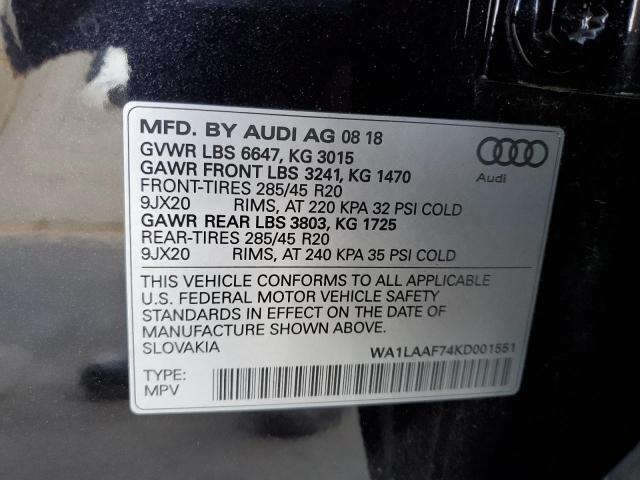 MFD. BY AUDI AG 08 18
GVWR LBS 6647, KG 3015
GAWR FRONT LBS 3241, KG 1470
FRONT-TIRES 285/45 R20
9JX20 RIMS, AT 220 KPA 32 PSI COLD
GAWR REAR LBS 3803, KG 1725
REAR-TIRES 285/45 R20
9JX20 RIMS, AT 240 KPA 35 PSI COLD
Audi
THIS VEHICLE CONFORMS TO ALL APPLICABLE
U.S. FEDERAL MOTOR VEHICLE SAFETY
STANDARDS IN EFFECT ON THE DATE OF
MANUFACTURE SHOWN ABOVE.
SLOVAKIA WA1LAAF74KD001551
TYPE:
MPV